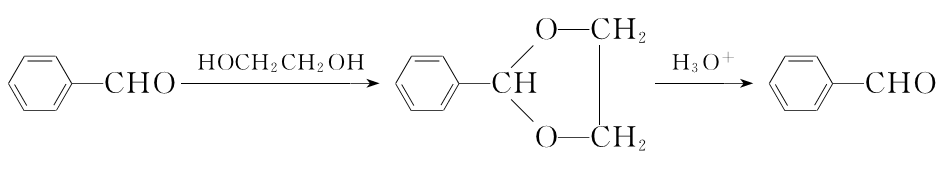 O—CH₂
HOCH₂CH₂OH
H₃O⁺
CHO
CH
CHO
O—CH₂